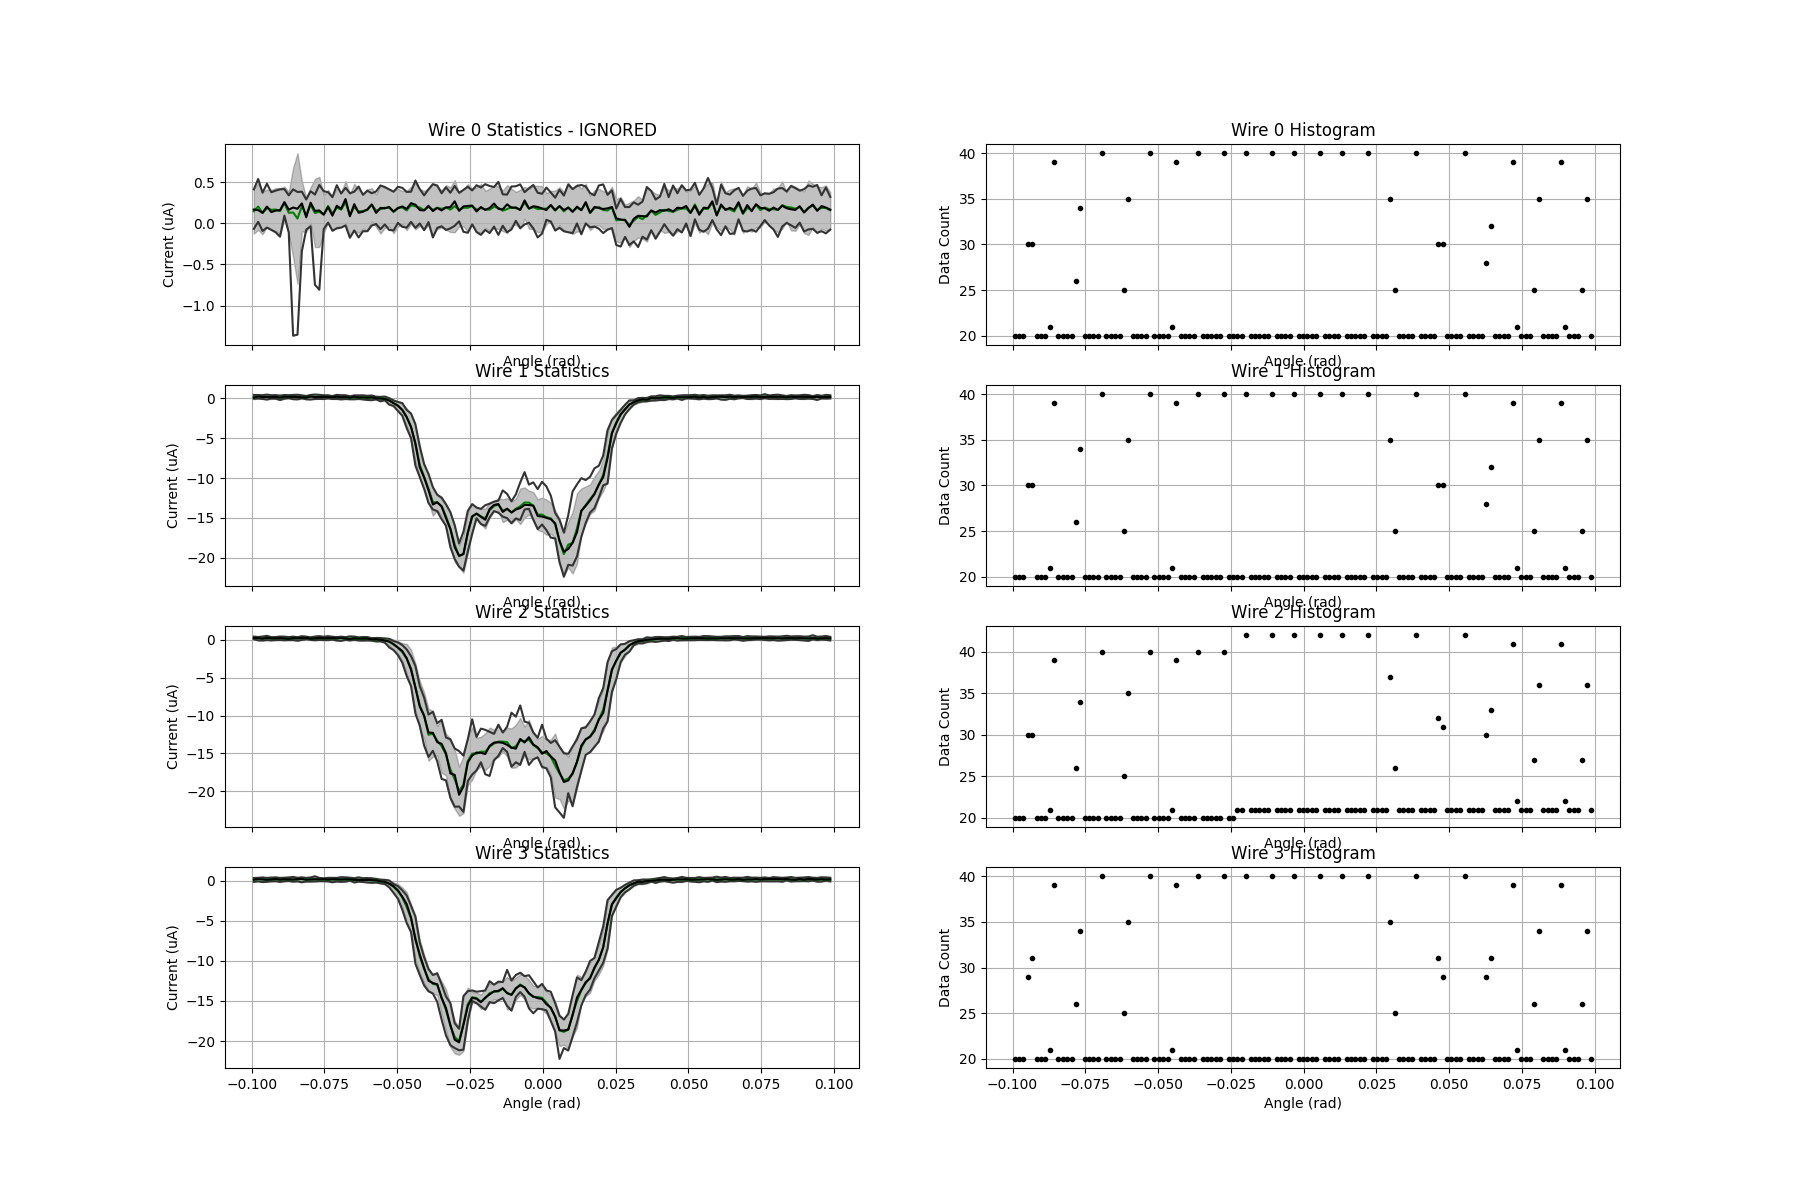 Wire 0 Statistics - IGNORED
Current (uA)
0.5
0.0
−0.5
−1.0
Angle (rad)
Wire 0 Histogram
Data Count
40
35
30
25
20
Angle (rad)
Wire 1 Statistics
Current (uA)
0
−5
−10
−15
−20
Angle (rad)
Wire 1 Histogram
Data Count
40
35
30
25
20
Angle (rad)
Wire 2 Statistics
Current (uA)
0
−5
−10
−15
−20
Angle (rad)
Wire 2 Histogram
Data Count
40
35
30
25
20
Angle (rad)
Wire 3 Statistics
Current (uA)
0
−5
−10
−15
−20
−0.100 −0.075 −0.050 −0.025 0.000 0.025 0.050 0.075 0.100
Angle (rad)
Wire 3 Histogram
Data Count
40
35
30
25
20
−0.100 −0.075 −0.050 −0.025 0.000 0.025 0.050 0.075 0.100
Angle (rad)